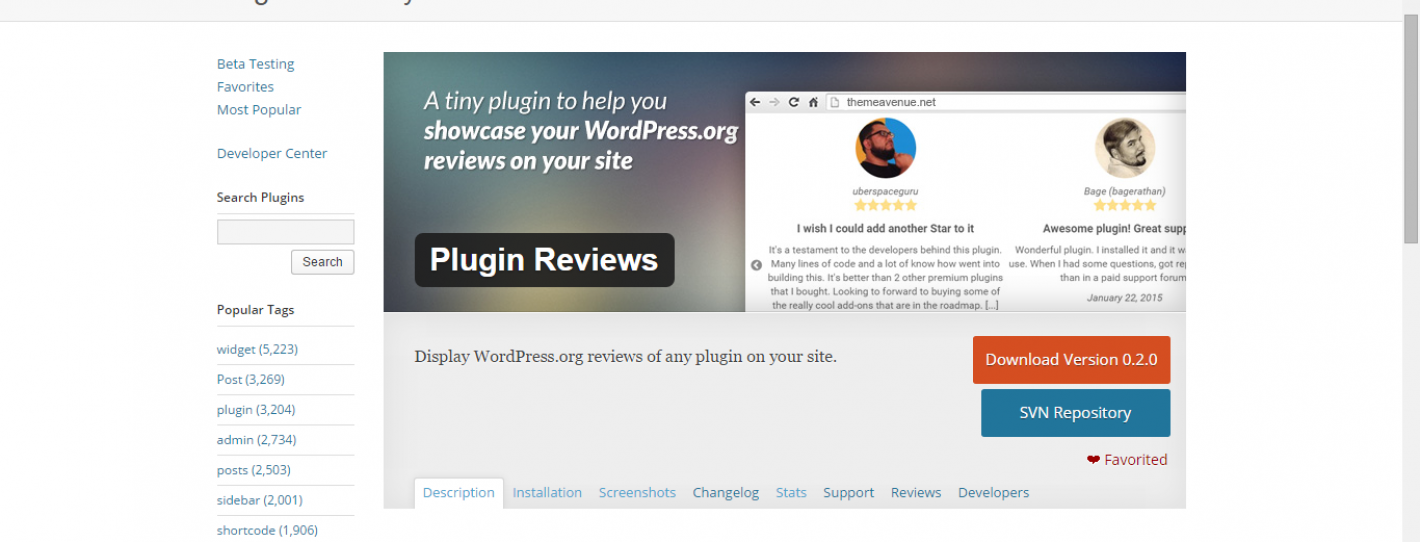 Beta Testing
Favorites
Most Popular
Developer Center
Search Plugins
Search
Popular Tags
widget (5,223)
Post (3,269)
plugin (3,204)
admin (2,734)
posts (2,503)
sidebar (2,001)
shortcode (1,906)
A tiny plugin to help you
showcase your WordPress.org
reviews on your site
Plugin Reviews
themeavenue.net
uberspaceguru
I wish I could add another Star to it
It's a testament to the developers behind this plugin.
Many lines of code and a lot of know how went into
building this. It's better than 2 other premium plugins
that I bought. Looking to forward to buying some of
the really cool add-ons that are in the roadmap. [...]
Bage (bagerathan)
Awesome plugin! Great supp
Wonderful plugin. I installed it and it w
use. When I had some questions, got re
than in a paid support forum
January 22, 2015
Display WordPress.org reviews of any plugin on your site.
Download Version 0.2.0
SVN Repository
Favorited
Description Installation Screenshots Changelog Stats Support Reviews Developers